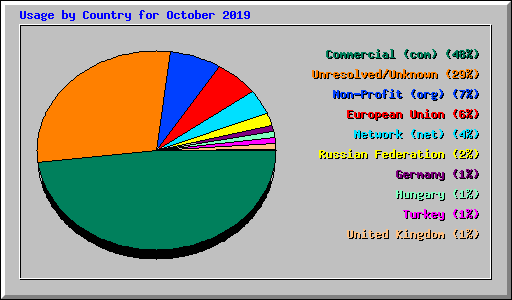 Usage by Country for October 2019
Commercial (com) (48%)
Unresolved/Unknown (29%)
Non-Profit (org) (7%)
European Union (6%)
Network (net) (4%)
Russian Federation (2%)
Germany (1%)
Hungary (1%)
Turkey (1%)
United Kingdom (1%)